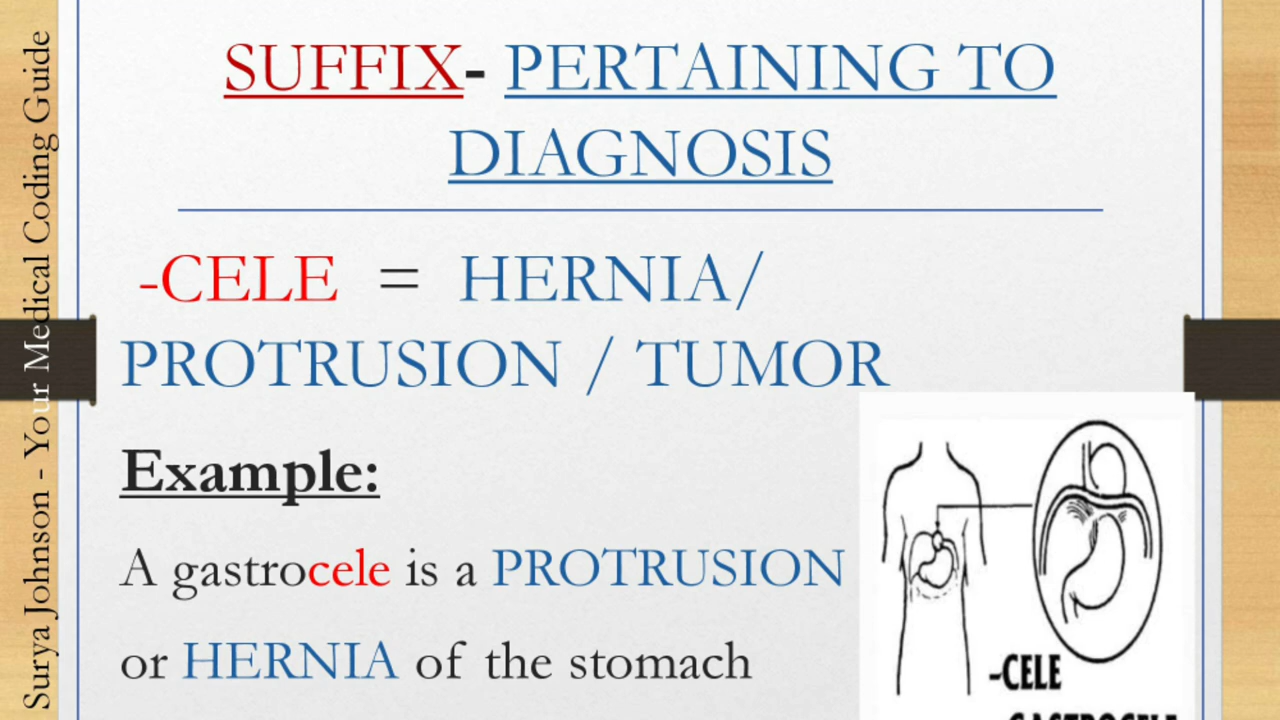 SUFFIX- PERTAINING TO
DIAGNOSIS
-CELE = HERNIA/
PROTRUSION / TUMOR
Example:
A gastrocele is a PROTRUSION
or HERNIA of the stomach
-CELE
GASTROCELE
Surya Johnson - Your Medical Coding Guide